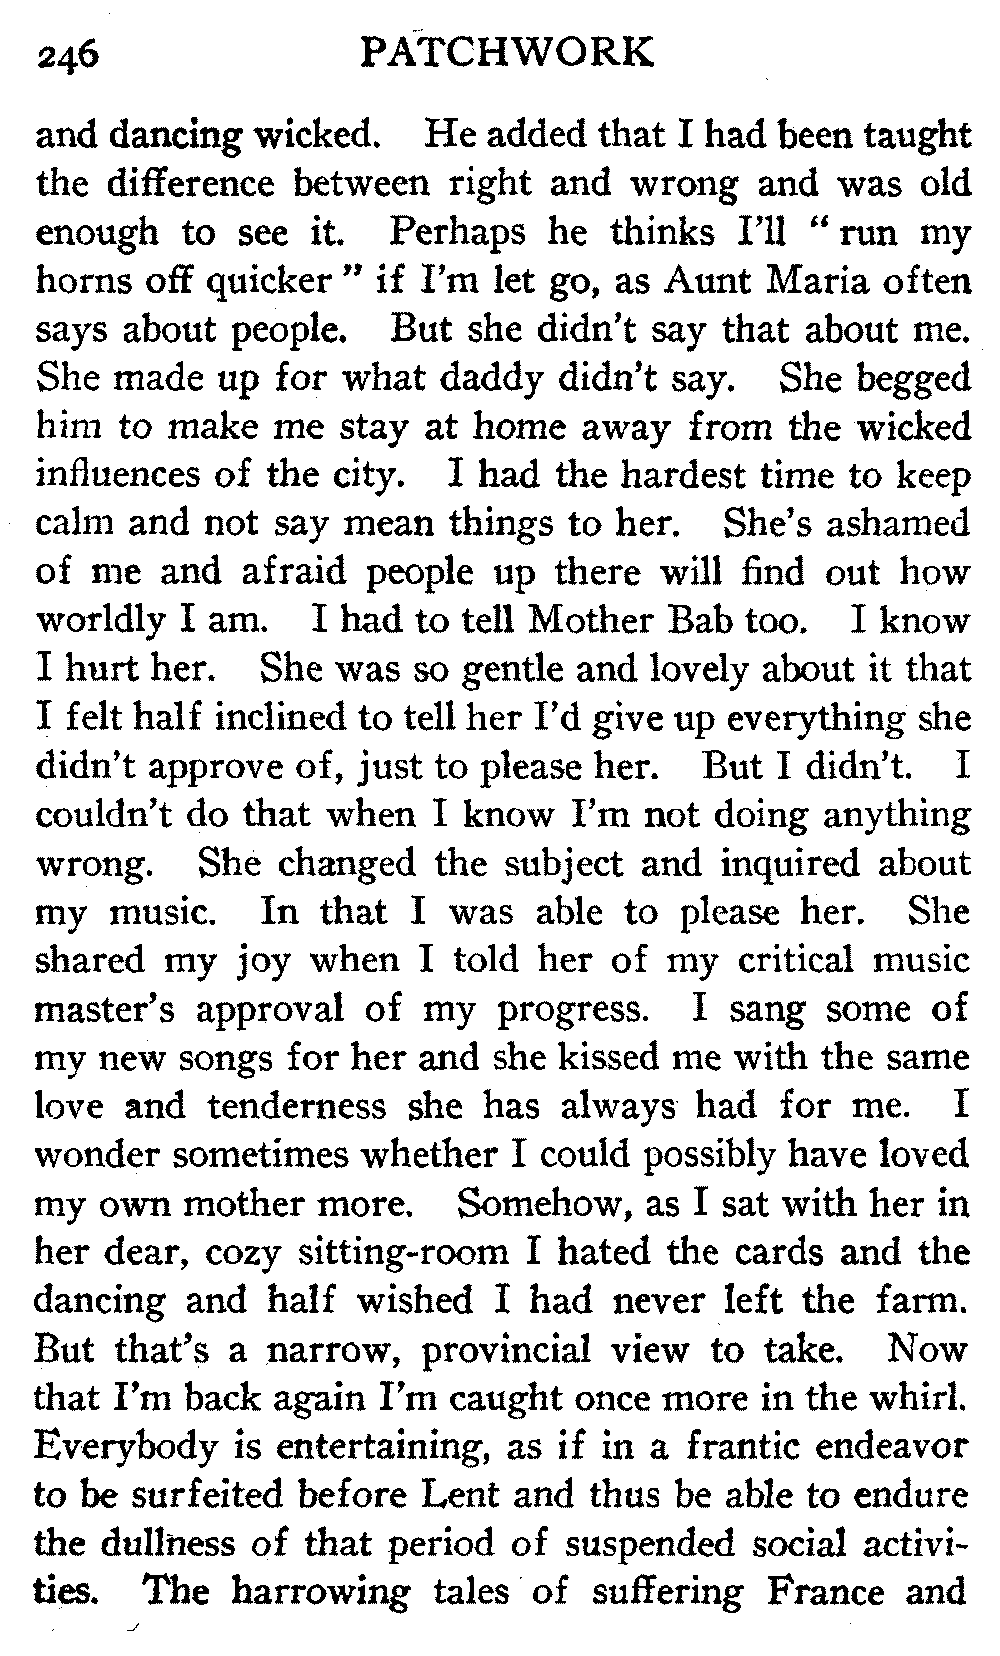 246 PATCHWORK
and dancing wicked. He added that I had been taught
the difference between right and wrong and was old
enough to see it. Perhaps he thinks I'll " run my
horns off quicker " if I'm let go, as Aunt Maria often
says about people. But she didn't say that about me.
She made up for what daddy didn't say. She begged
him to make me stay at home away from the wicked
influences of the city. I had the hardest time to keep
calm and not say mean things to her. She's ashamed
of me and afraid people up there will find out how
worldly I am. I had to tell Mother Bab too. I know
I hurt her. She was so gentle and lovely about it that
I felt half inclined to tell her I'd give up everything she
didn't approve of, just to please her. But I didn't. I
couldn't do that when I know I'm not doing anything
wrong. She changed the subject and inquired about
my music. In that I was able to please her. She
shared my joy when I told her of my critical music
master's approval of my progress. I sang some of
my new songs for her and she kissed me with the same
love and tenderness she has always had for me. I
wonder sometimes whether I could possibly have loved
my own mother more. Somehow, as I sat with her in
her dear, cozy sitting-room I hated the cards and the
dancing and half wished I had never left the farm.
But that's a narrow, provincial view to take. Now
that I'm back again I'm caught once more in the whirl.
Everybody is entertaining, as if in a frantic endeavor
to be surfeited before Lent and thus be able to endure
the dullness of that period of suspended social activi-
ties. The harrowing tales of suffering France and